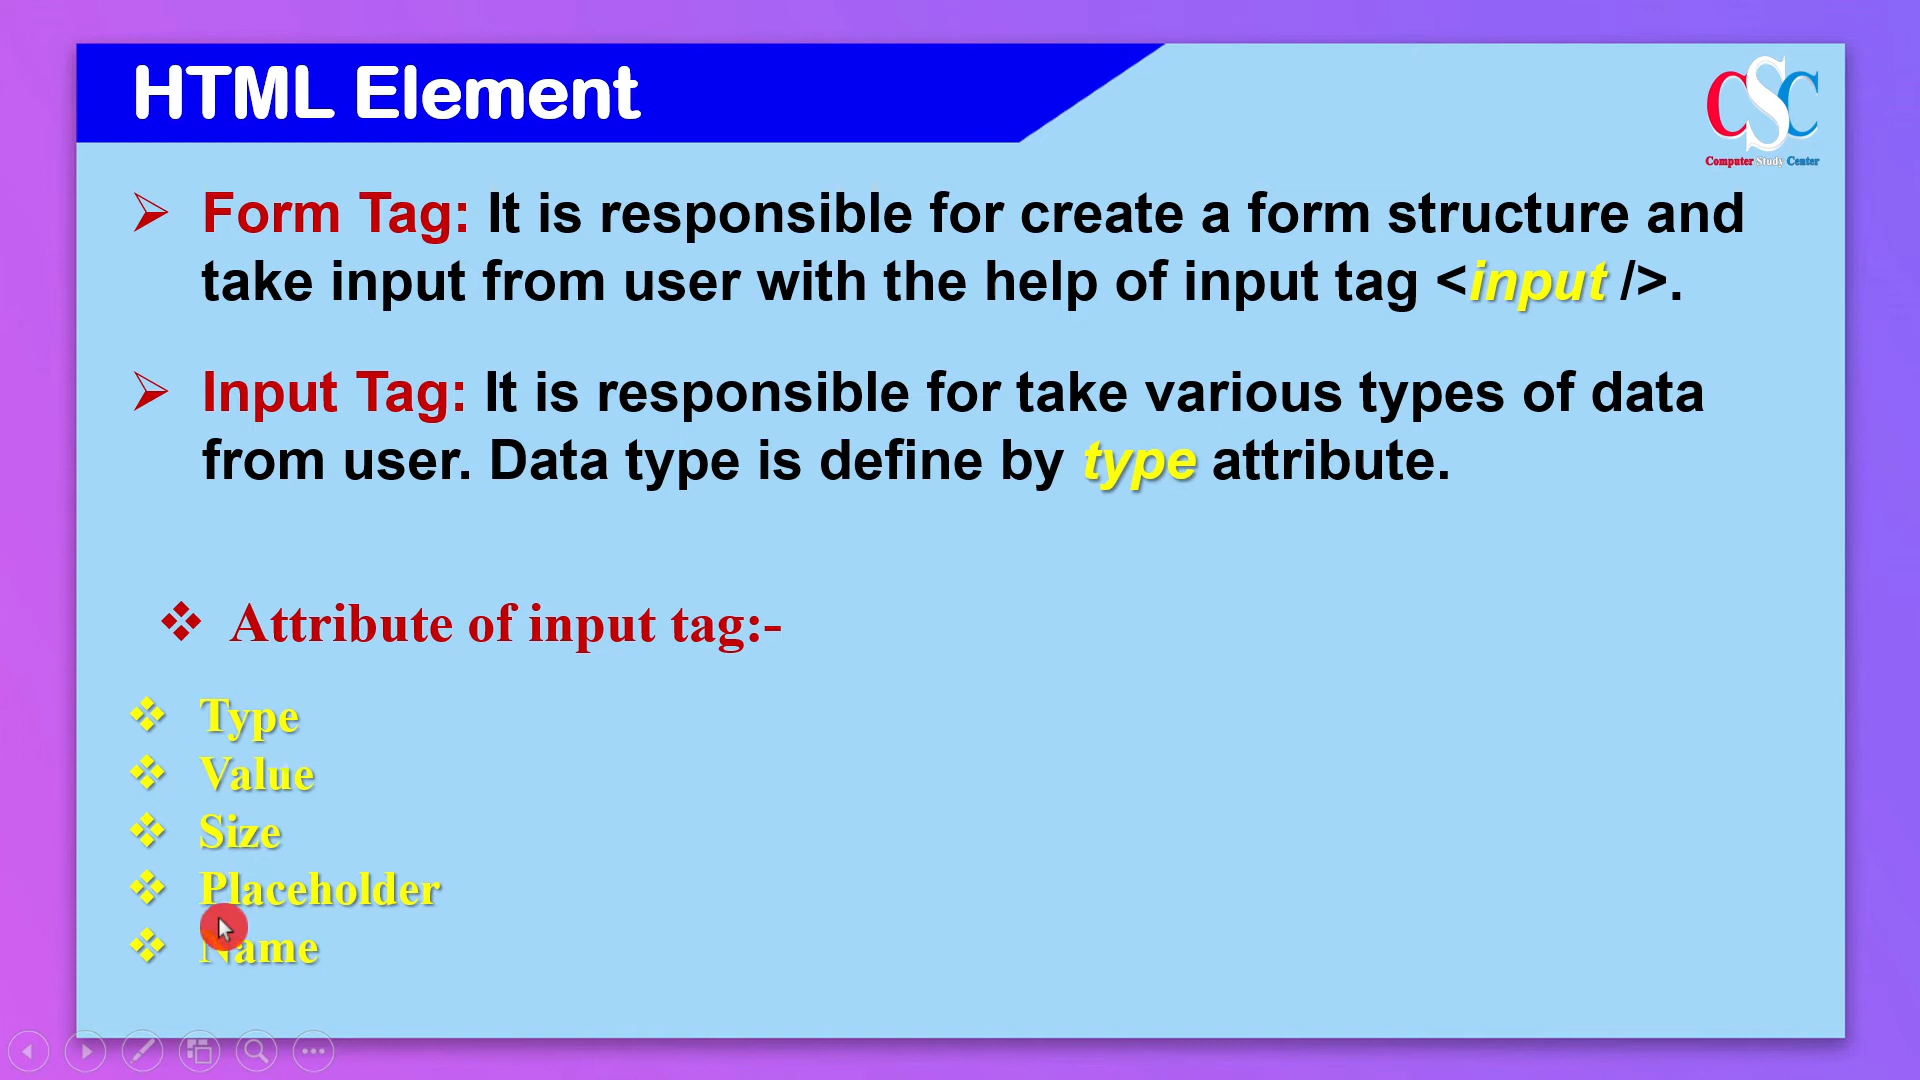 HTML Element
CSC
Computer Study Center
Form Tag: It is responsible for create a form structure and
take input from user with the help of input tag <input />.
Input Tag: It is responsible for take various types of data
from user. Data type is define by type attribute.
Attribute of input tag:-
Type
Value
Size
Placeholder
Name